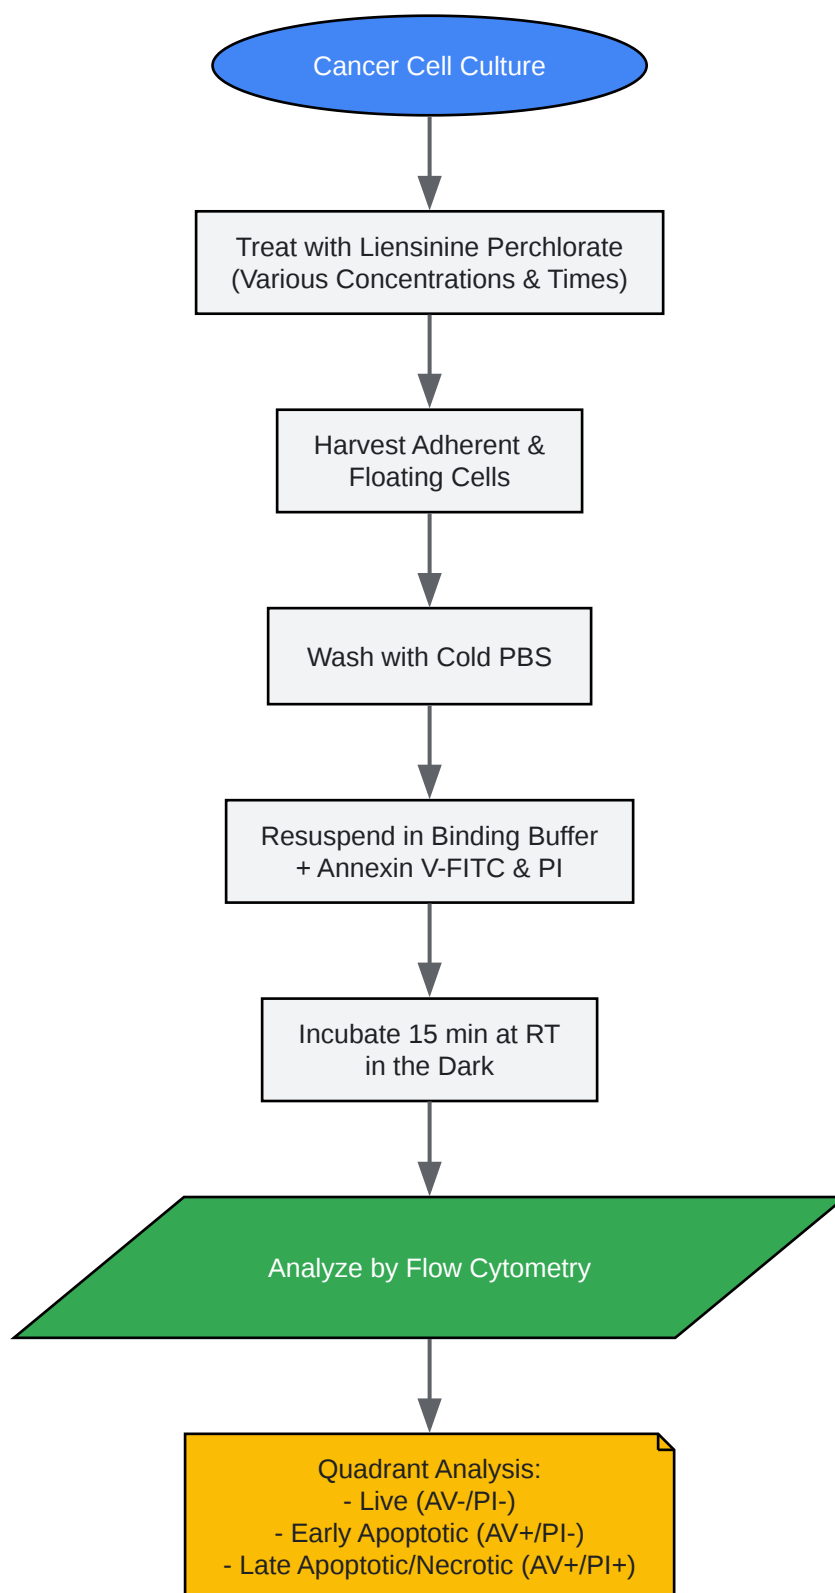 Cancer Cell Culture
Treat with Liensinine Perchlorate
(Various Concentrations & Times)
Harvest Adherent &
Floating Cells
Wash with Cold PBS
Resuspend in Binding Buffer
+ Annexin V-FITC & PI
Incubate 15 min at RT
in the Dark
Analyze by Flow Cytometry
Quadrant Analysis:
- Live (AV-/PI-)
- Early Apoptotic (AV+/PI-)
- Late Apoptotic/Necrotic (AV+/PI+)